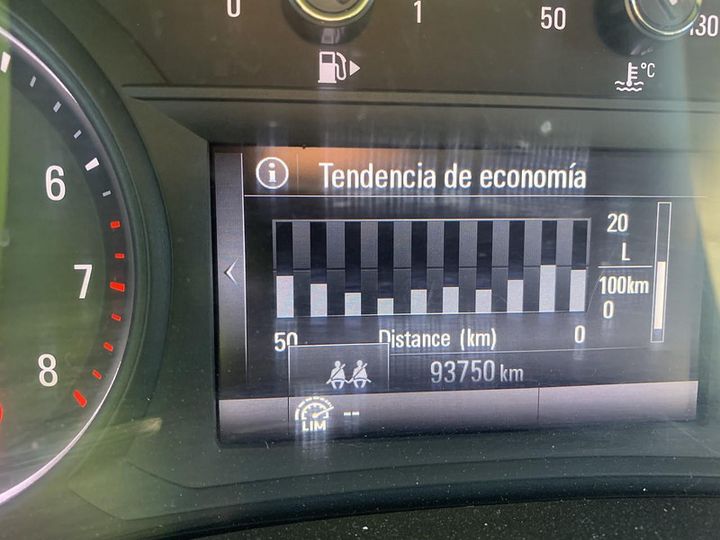 0 1 50 130
°C
6
7
8
i Tendencia de economía
20
L
100km
0
50 Distance (km) 0
93750 km
LIM --